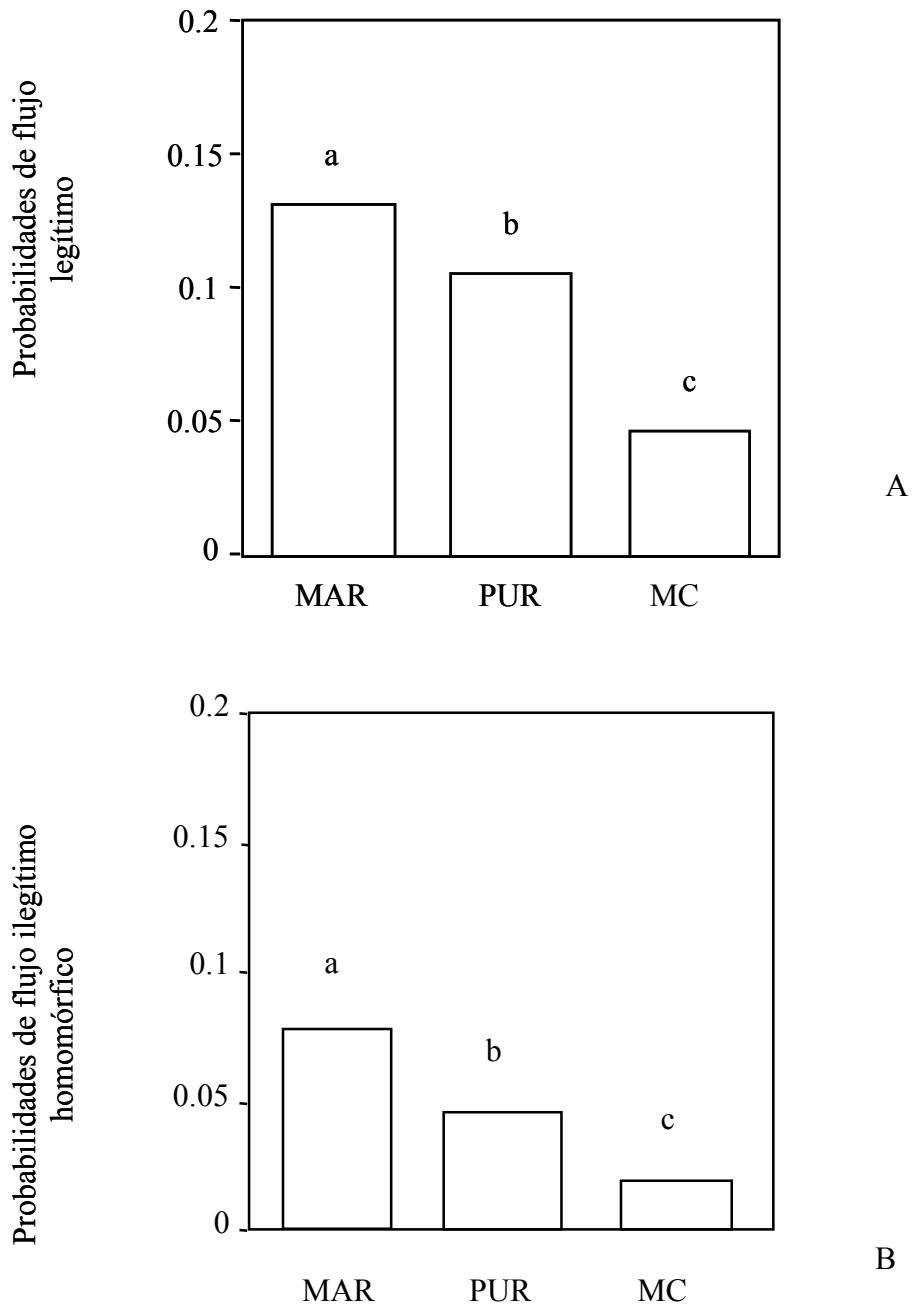 Probabilidades de flujo
legítimo
0.2
0.15
0.1
0.05
0
a
b
c
MAR PUR MC
A
Probabilidades de flujo ilegítimo
homomórfico
0.2
0.15
0.1
0.05
0
a
b
c
MAR PUR MC
B